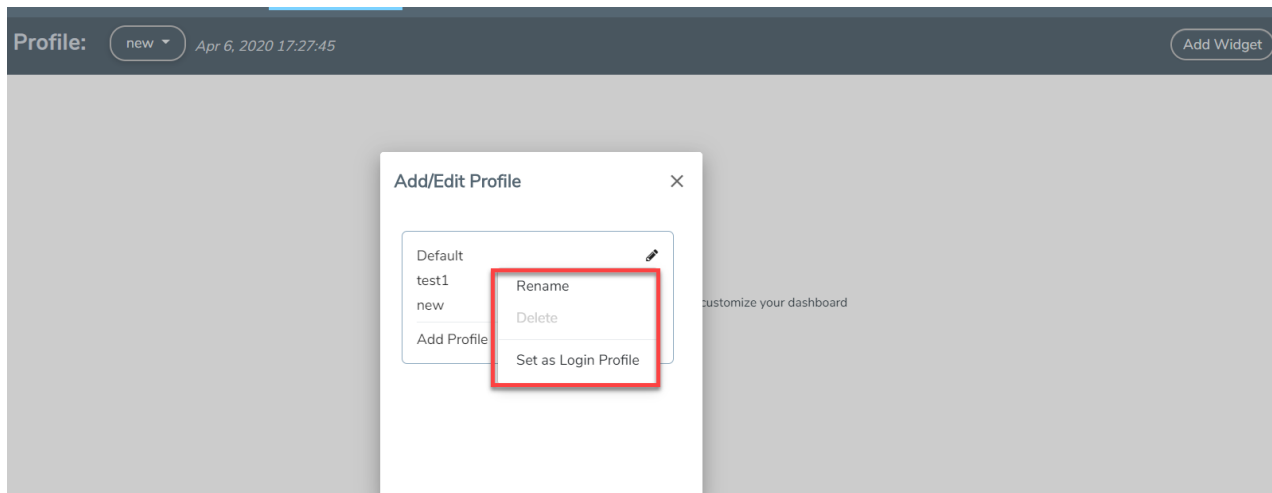 Profile: new Apr 6, 2020 17:27:45 Add Widget
Add/Edit Profile
Default
test1
new
Add Profile
Rename
Delete
Set as Login Profile
customize your dashboard